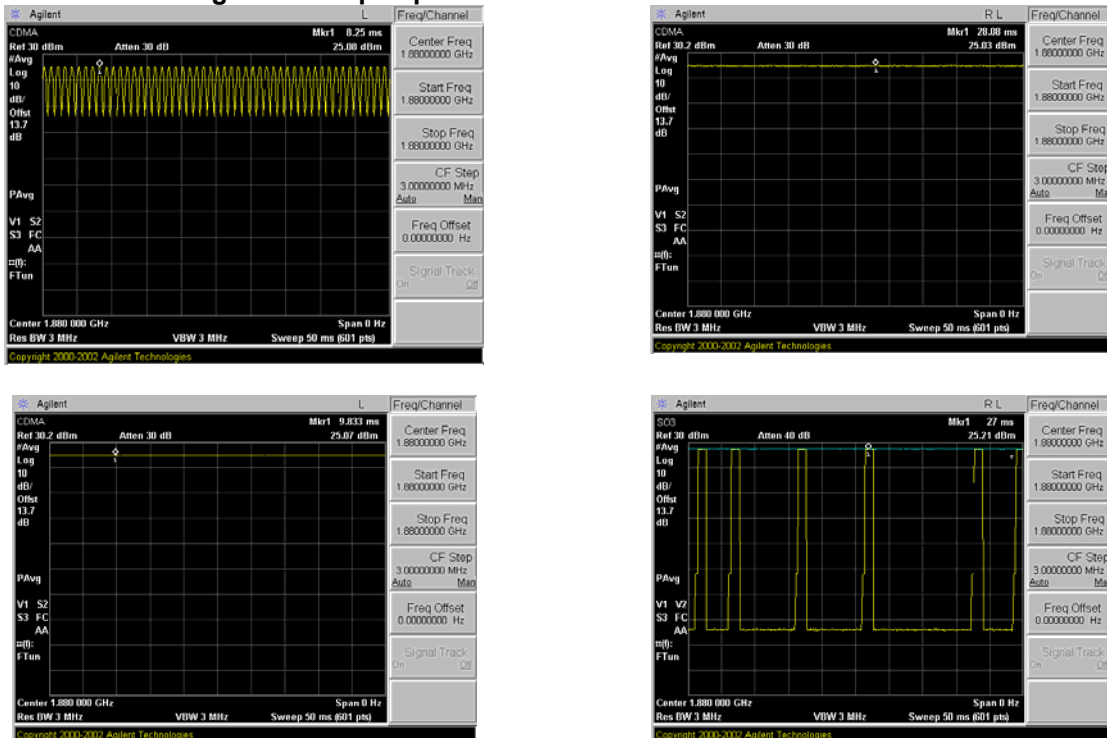 Agilent L Freq/Channel
CDMA Mkr1 8.25 ms
Ref 30 dBm Atten 30 dB 25.08 dBm
#Avg
Log
10
dB/
Offst
13.7
dB
PAvg
V1 S2
S3 FC
AA
¤(f):
FTun
1
Center 1.880 000 GHz Span 0 Hz
Res BW 3 MHz VBW 3 MHz Sweep 50 ms (601 pts)
Copyright 2000-2002 Agilent Technologies
Center Freq
1.88000000 GHz
Start Freq
1.88000000 GHz
Stop Freq
1.88000000 GHz
CF Step
3.00000000 MHz
Auto Man
Freq Offset
0.00000000 Hz
Signal Track
On Off
Agilent R L Freq/Channel
CDMA Mkr1 28.08 ms
Ref 30.2 dBm Atten 30 dB 25.03 dBm
#Avg
Log
10
dB/
Offst
13.7
dB
PAvg
V1 S2
S3 FC
AA
¤(f):
FTun
1
Center 1.880 000 GHz Span 0 Hz
Res BW 3 MHz VBW 3 MHz Sweep 50 ms (601 pts)
Copyright 2000-2002 Agilent Technologies
Center Freq
1.88000000 GHz
Start Freq
1.88000000 GHz
Stop Freq
1.88000000 GHz
CF Step
3.00000000 MHz
Auto
Freq Offset
0.00000000 Hz
Signal Track
On
Agilent L Freq/Channel
CDMA Mkr1 9.833 ms
Ref 30.2 dBm Atten 30 dB 25.07 dBm
#Avg
Log
10
dB/
Offst
13.7
dB
PAvg
V1 S2
S3 FC
AA
¤(f):
FTun
1
Center 1.880 000 GHz Span 0 Hz
Res BW 3 MHz VBW 3 MHz Sweep 50 ms (601 pts)
Copyright 2000-2002 Agilent Technologies
Center Freq
1.88000000 GHz
Start Freq
1.88000000 GHz
Stop Freq
1.88000000 GHz
CF Step
3.00000000 MHz
Auto Man
Freq Offset
0.00000000 Hz
Signal Track
On Off
Agilent R L Freq/Channel
SO3 Mkr1 27 ms
Ref 30 dBm Atten 40 dB 25.21 dBm
#Avg
Log
10
dB/
Offst
13.7
dB
PAvg
V1 V2
S3 FC
AA
¤(f):
FTun
1
Center 1.880 000 GHz Span 0 Hz
Res BW 3 MHz VBW 3 MHz Sweep 50 ms (601 pts)
Copyright 2000-2002 Agilent Technologies
Center Freq
1.88000000 GHz
Start Freq
1.88000000 GHz
Stop Freq
1.88000000 GHz
CF Step
3.00000000 MHz
Auto
Freq Offset
0.00000000 Hz
Signal Track
On